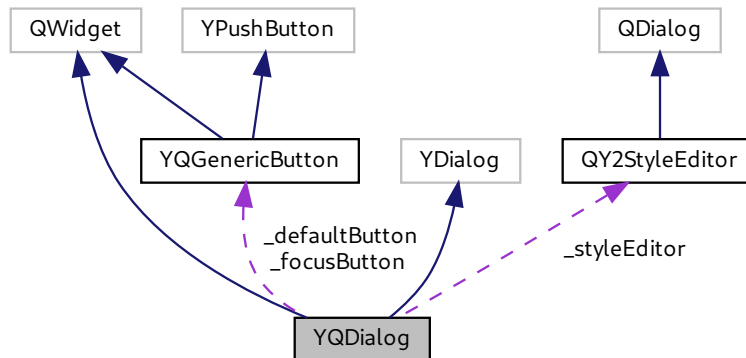 QWidget
YPushButton
QDialog
YQGenericButton
YDialog
QY2StyleEditor
_defaultButton
_focusButton
_styleEditor
YQDialog